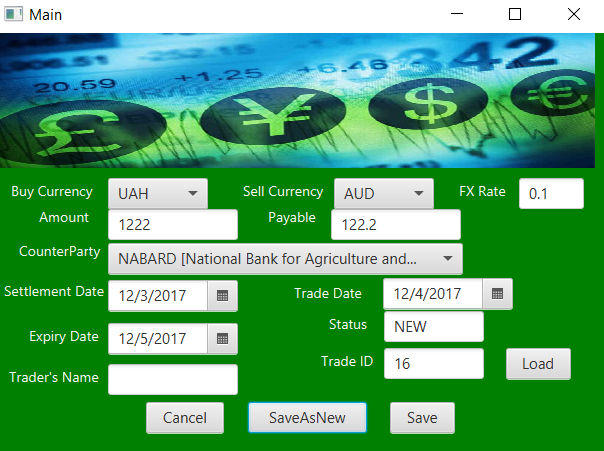 Main
20.59 +1.25 +6.46 342
£ ¥ $ €
Buy Currency UAH Sell Currency AUD FX Rate 0.1
Amount 1222 Payable 122.2
CounterParty NABARD [National Bank for Agriculture and...
Settlement Date 12/3/2017 Trade Date 12/4/2017
Status NEW
Expiry Date 12/5/2017
Trade ID 16 Load
Trader's Name
Cancel SaveAsNew Save